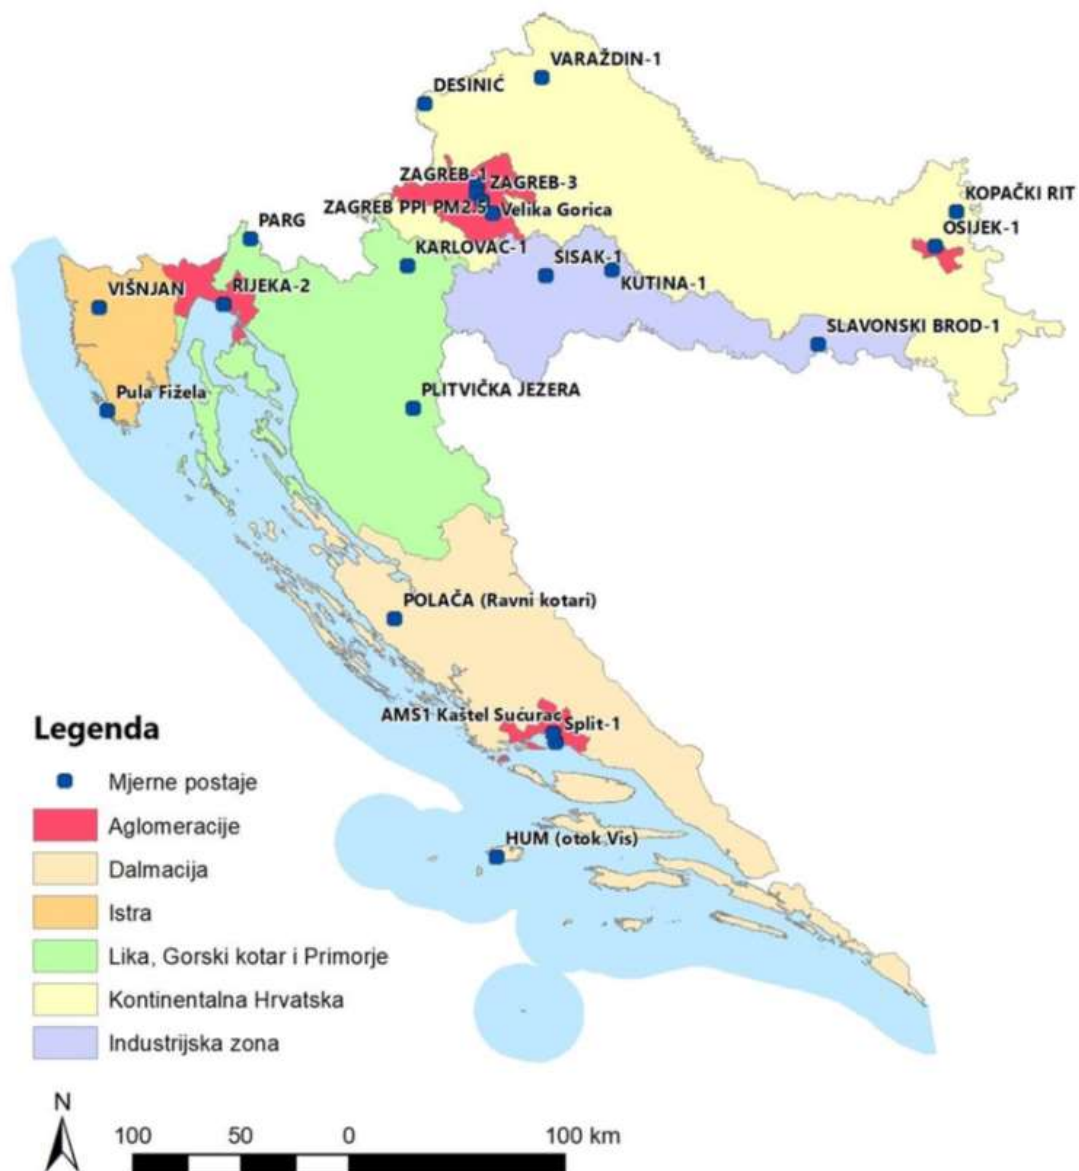 VARAŽDIN-1
DESINIĆ
ZAGREB-1
ZAGREB-3
KOPAČKI RIT
ZAGREB PPI PM2.5
Velika Gorica
PARG
OSIJEK-1
KARLOVAC-1
SISAK-1
KUTINA-1
VIŠNJAN
RIJEKA-2
SLAVONSKI BROD-1
Pula Fižela
PLITVIČKA JEZERA
POLAČA (Ravni kotari)
AMS1 Kaštel Sućurac
Split-1
HUM (otok Vis)
Legenda
Mjerne postaje
Aglomeracije
Dalmacija
Istra
Lika, Gorski kotar i Primorje
Kontinentalna Hrvatska
Industrijska zona
N
100 50 0 100 km